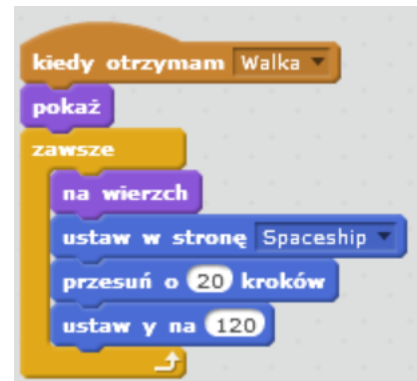 kiedy otrzymam Walka
pokaż
zawsze
na wierzch
ustaw w stronę Spaceship
przesuń o 20 kroków
ustaw y na 120